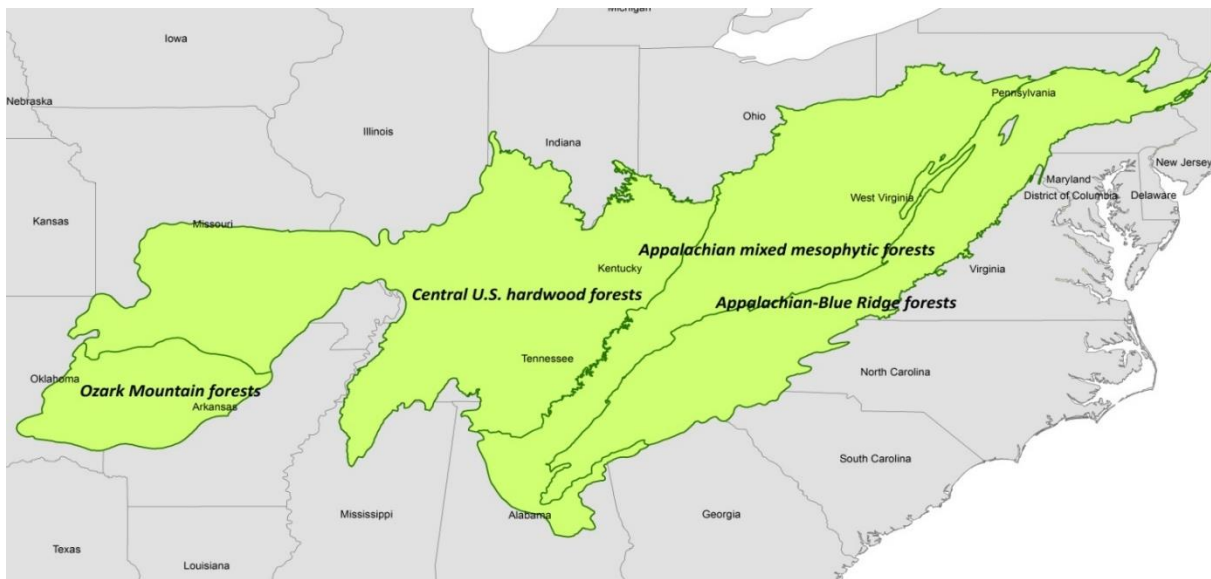 Michigan
Iowa
Nebraska
Pennsylvania
Illinois
Ohio
Indiana
New Jersey
Maryland
West Virginia
District of Columbia
Delaware
Kansas
Missouri
Appalachian mixed mesophytic forests
Kentucky
Virginia
Central U.S. hardwood forests
Appalachian-Blue Ridge forests
Tennessee
North Carolina
Oklahoma
Ozark Mountain forests
Arkansas
South Carolina
Mississippi
Alabama
Georgia
Texas
Louisiana